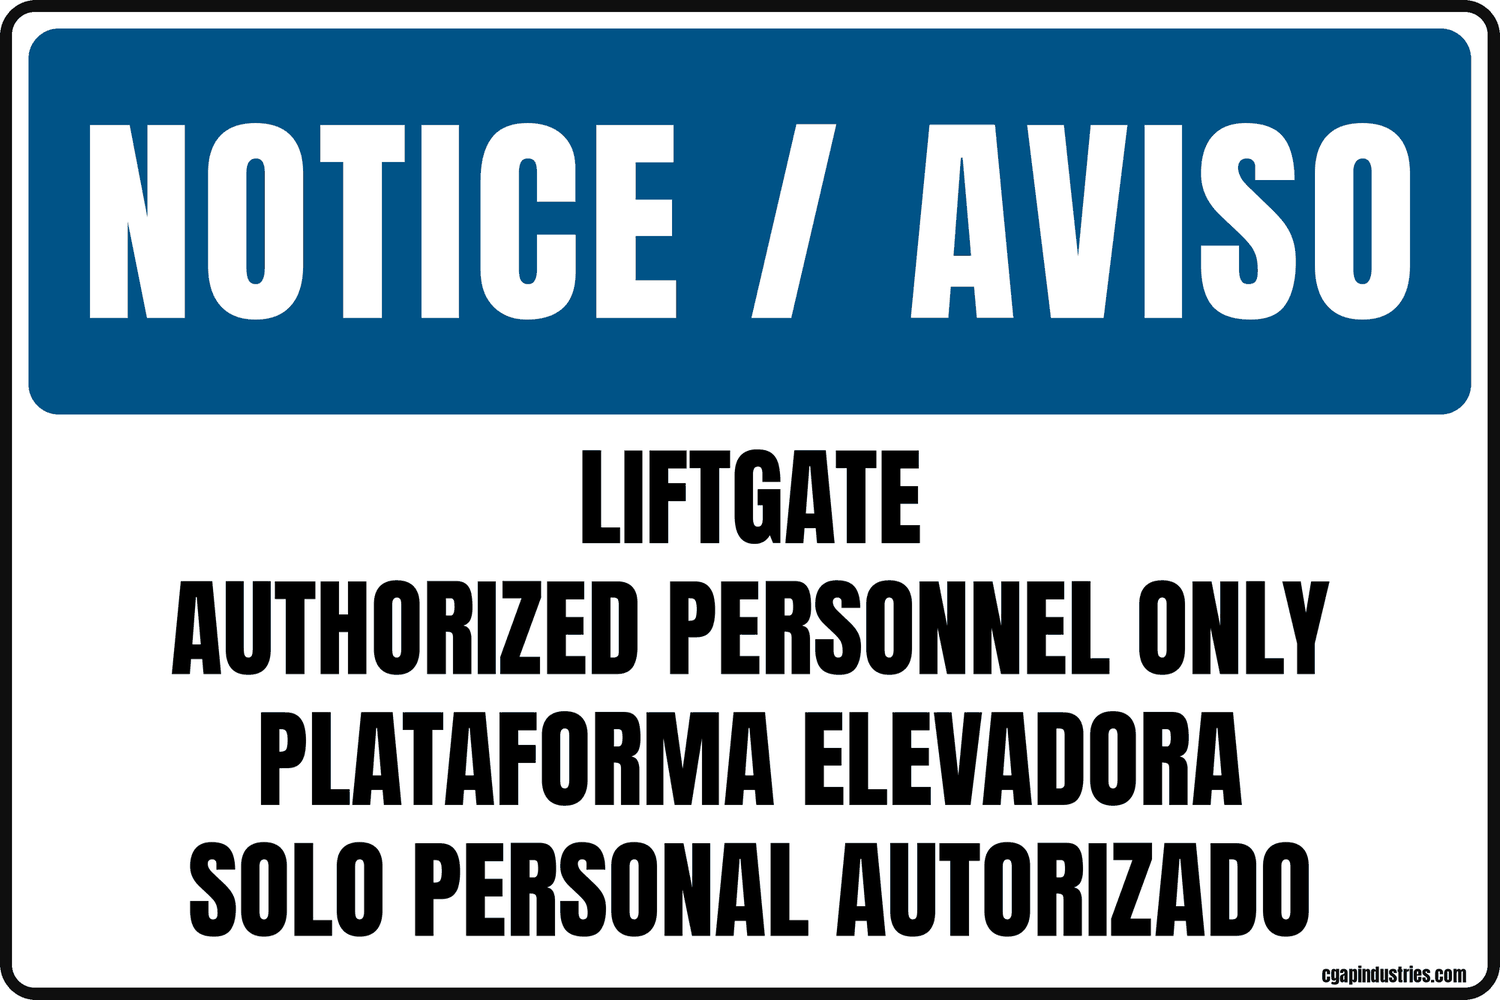 NOTICE / AVISO
LIFTGATE
AUTHORIZED PERSONNEL ONLY
PLATAFORMA ELEVADORA
SOLO PERSONAL AUTORIZADO
cgapindustries.com